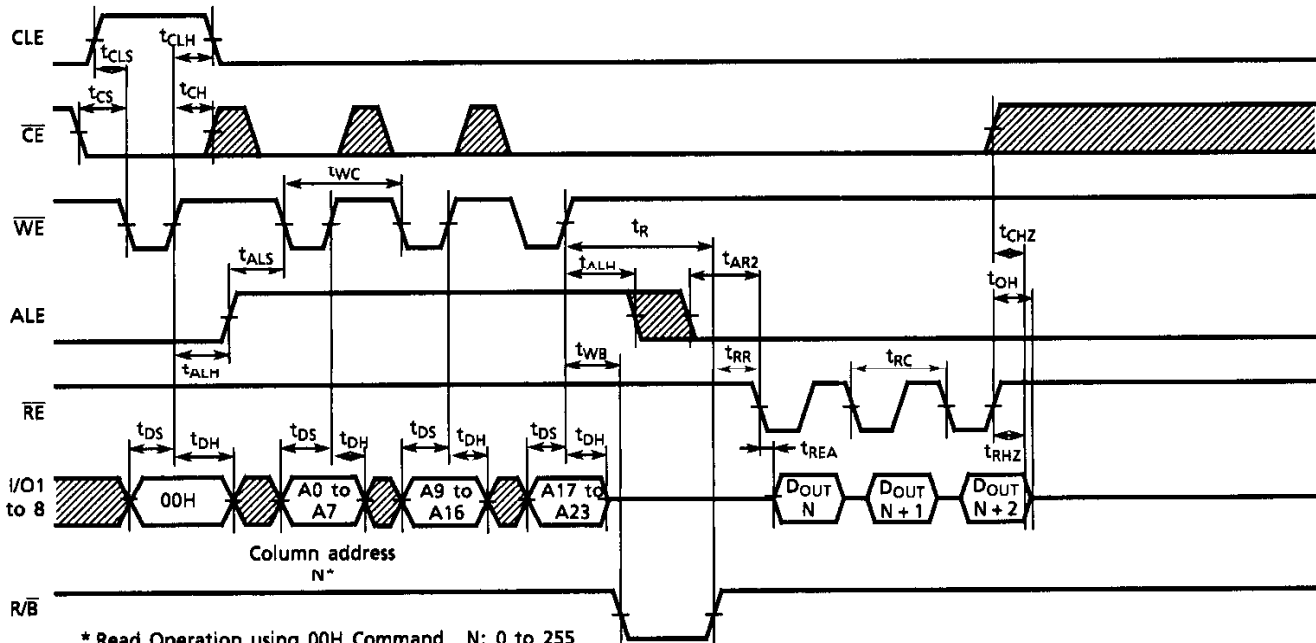 CLE
tCLS
tCLH
tCS
tCH
CE
tWC
WE
tR
tCHZ
tALS
tALH
tAR2
tOH
ALE
tALH
tWB
tRR
tRC
RE
tDS
tDH
tDS
tDH
tDS
tDH
tDS
tDH
tREA
tRHZ
I/O1
to 8
00H
A0 to
A7
A9 to
A16
A17 to
A23
DOUT
N
DOUT
N + 1
DOUT
N + 2
Column address
N*
R/B
* Read Operation using 00H Command N: 0 to 255